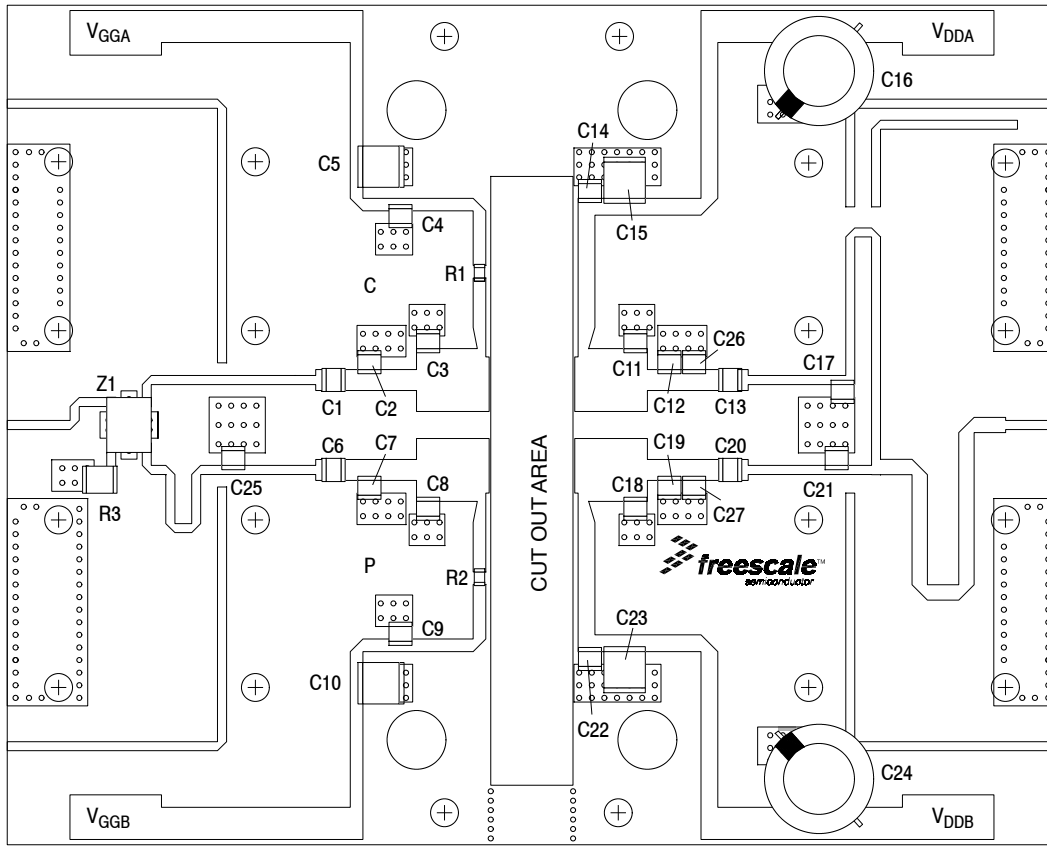 VGGA
VDDA
C16
C14
C5
C15
C4
R1
C
C26
C17
C3
C11
Z1
C1
C2
C12
C13
CUT OUT AREA
C6
C7
C19
C20
C25
C8
C18
C21
R3
C27
freescale™
semiconductor
P
R2
C9
C23
C10
C22
C24
VGGB
VDDB